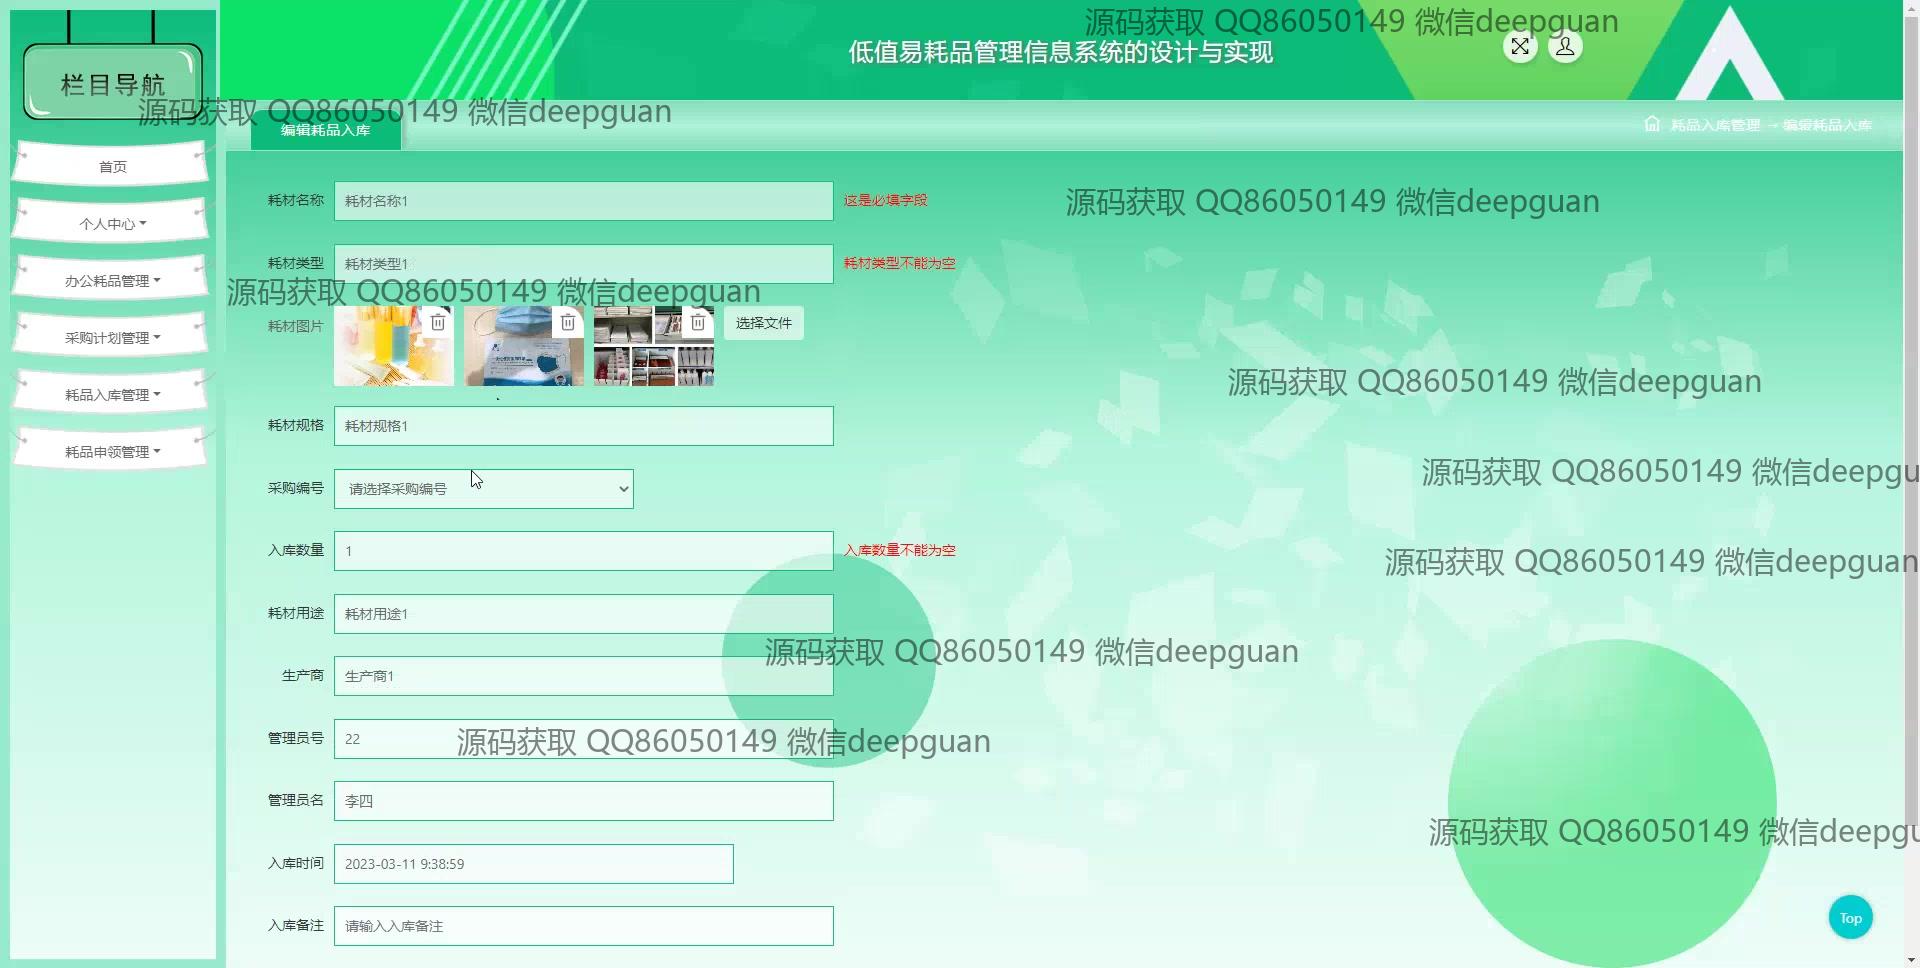 源码获取 QQ86050149 微信deepguan
低值易耗品管理信息系统的设计与实现
栏目导航
源码获取 QQ86050149 微信deepguan
编辑耗品入库
耗品入库管理 → 编辑耗品入库
首页
个人中心
办公耗品管理
采购计划管理
耗品入库管理
耗品申领管理
耗材名称 耗材名称1 这是必填字段
源码获取 QQ86050149 微信deepguan
耗材类型 耗材类型1 耗材类型不能为空
源码获取 QQ86050149 微信deepguan
耗材图片 选择文件
源码获取 QQ86050149 微信deepguan
耗材规格 耗材规格1
源码获取 QQ86050149 微信deepgu
采购编号 请选择采购编号
入库数量 1 入库数量不能为空
源码获取 QQ86050149 微信deepguan
耗材用途 耗材用途1
源码获取 QQ86050149 微信deepguan
生产商 生产商1
管理员号 22
源码获取 QQ86050149 微信deepguan
管理员名 李四
源码获取 QQ86050149 微信deepgu
入库时间 2023-03-11 9:38:59
入库备注 请输入入库备注
Top